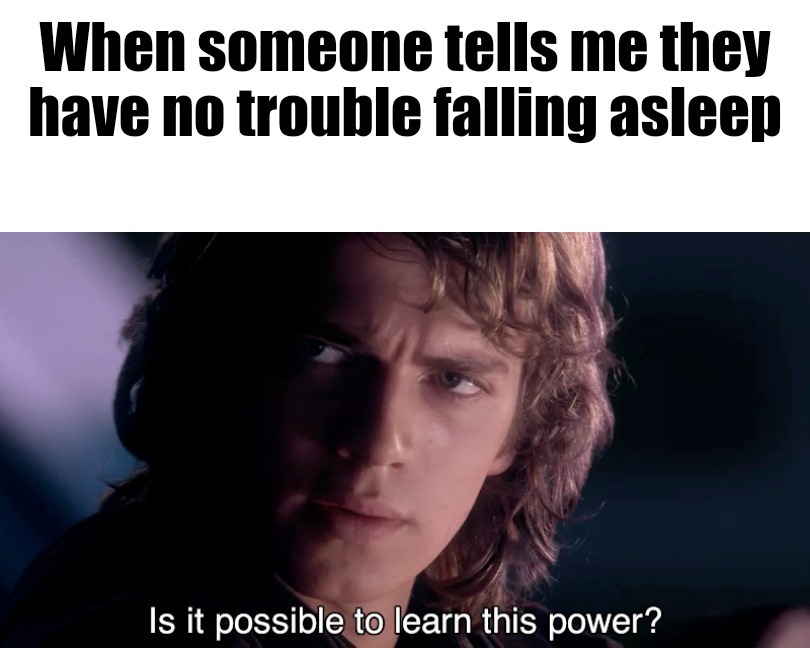 When someone tells me they
have no trouble falling asleep
Is it possible to learn this power?